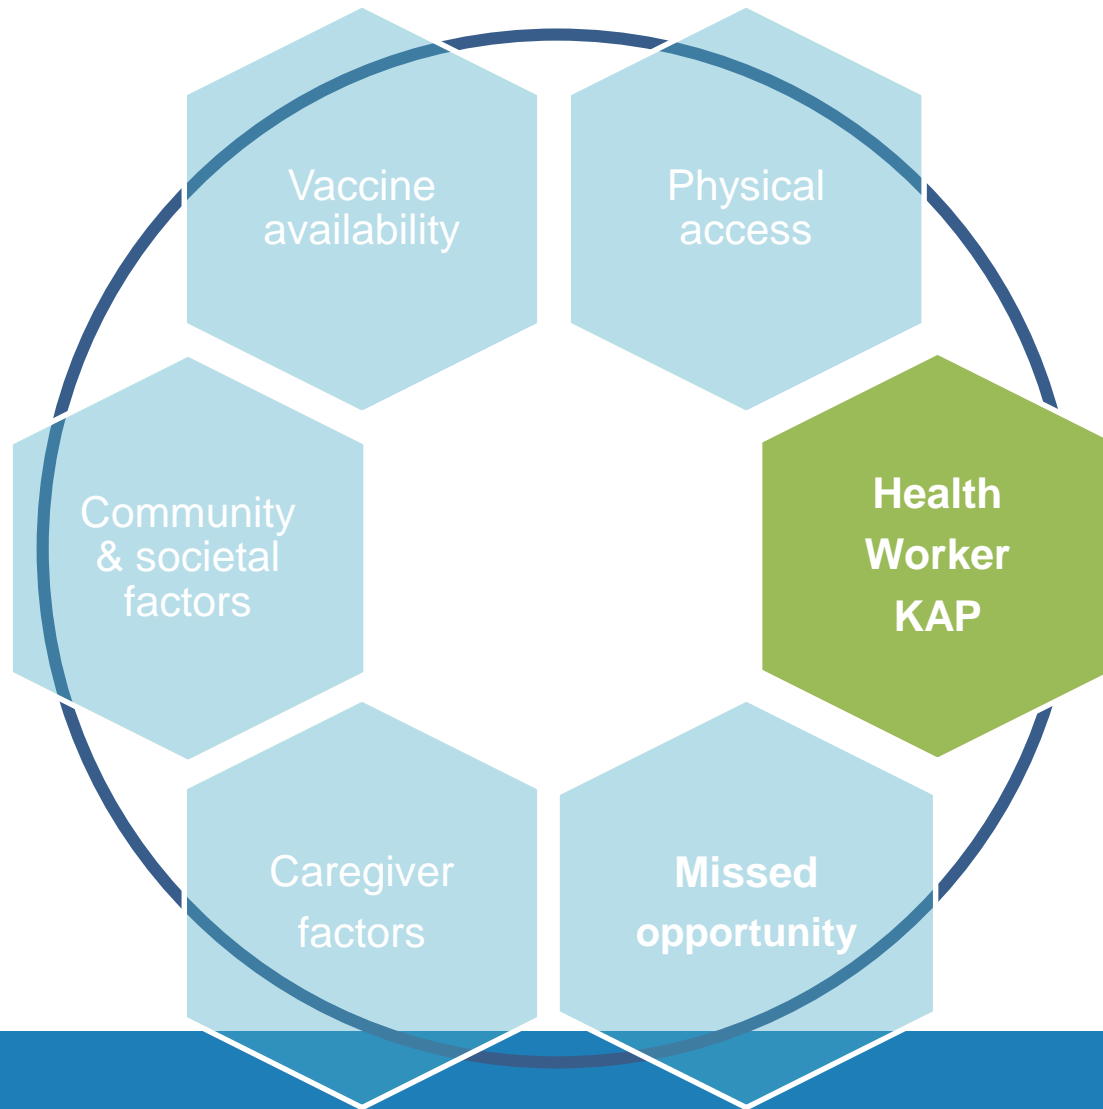 Vaccine
availability
Physical
access
Health
Worker
KAP
Missed
opportunity
Caregiver
factors
Community
& societal
factors